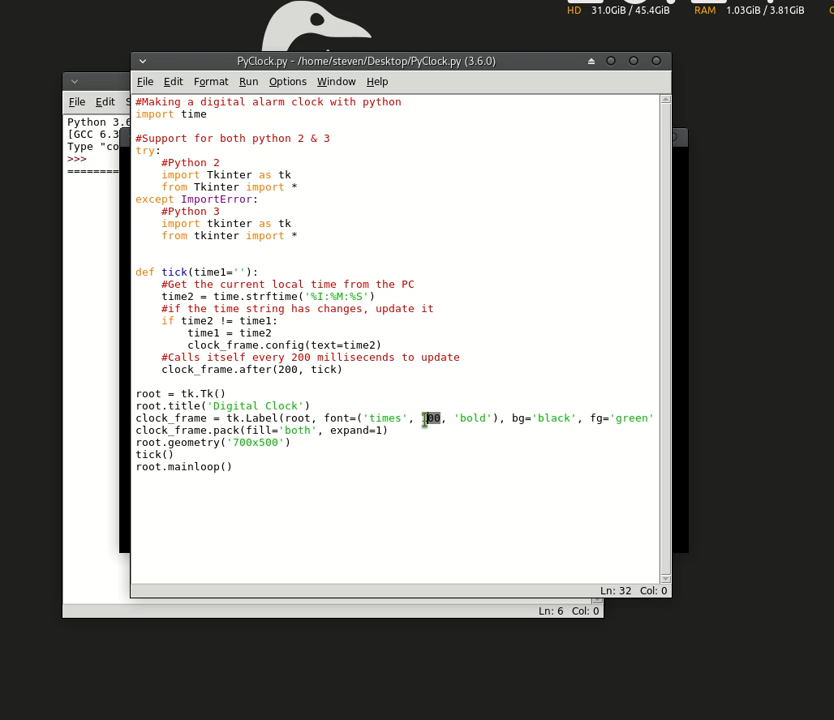 HD 31.0GiB / 45.4GiB RAM 1.03GiB / 3.81GiB
PyClock.py - /home/steven/Desktop/PyClock.py (3.6.0)
File Edit Format Run Options Window Help
File Edit
Python 3.6
[GCC 6.3
Type "co
>>>
========
#Making a digital alarm clock with python
import time
#Support for both python 2 & 3
try:
    #Python 2
    import Tkinter as tk
    from Tkinter import *
except ImportError:
    #Python 3
    import tkinter as tk
    from tkinter import *
def tick(time1=''):
    #Get the current local time from the PC
    time2 = time.strftime('%I:%M:%S')
    #if the time string has changes, update it
    if time2 != time1:
        time1 = time2
        clock_frame.config(text=time2)
    #Calls itself every 200 millisecends to update
    clock_frame.after(200, tick)
root = tk.Tk()
root.title('Digital Clock')
clock_frame = tk.Label(root, font=('times', 100, 'bold'), bg='black', fg='green'
clock_frame.pack(fill='both', expand=1)
root.geometry('700x500')
tick()
root.mainloop()
Ln: 32 Col: 0
Ln: 6 Col: 0